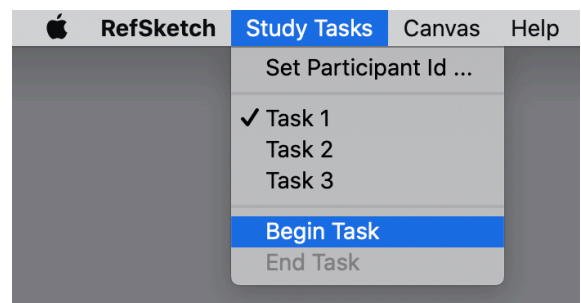 RefSketch Study Tasks Canvas Help
Set Participant Id ...
✓ Task 1
Task 2
Task 3
Begin Task
End Task